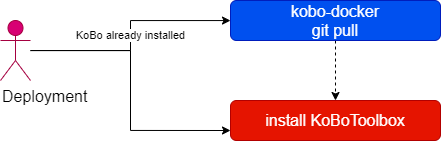 kobo-docker
git pull
KoBo already installed
Deployment
install KoBoToolbox